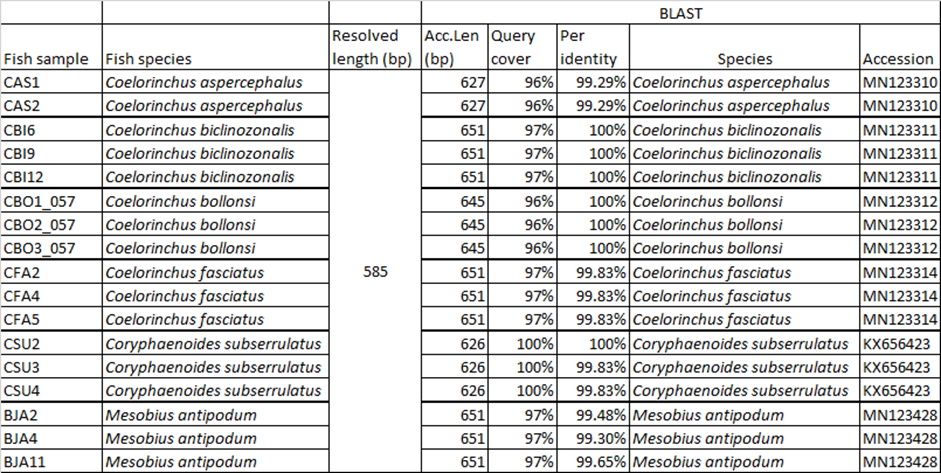 BLAST
Fish sample Fish species Resolved length (bp) Acc.Len (bp) Query cover Per identity Species Accession
CAS1 Coelorinchus aspercephalus 627 96% 99.29% Coelorinchus aspercephalus MN123310
CAS2 Coelorinchus aspercephalus 627 96% 99.29% Coelorinchus aspercephalus MN123310
CBI6 Coelorinchus biclinozonalis 651 97% 100% Coelorinchus biclinozonalis MN123311
CBI9 Coelorinchus biclinozonalis 651 97% 100% Coelorinchus biclinozonalis MN123311
CBI12 Coelorinchus biclinozonalis 651 97% 100% Coelorinchus biclinozonalis MN123311
CBO1_057 Coelorinchus bollonsi 645 96% 100% Coelorinchus bollonsi MN123312
CBO2_057 Coelorinchus bollonsi 645 96% 100% Coelorinchus bollonsi MN123312
CBO3_057 Coelorinchus bollonsi 645 96% 100% Coelorinchus bollonsi MN123312
CFA2 Coelorinchus fasciatus 585 651 97% 99.83% Coelorinchus fasciatus MN123314
CFA4 Coelorinchus fasciatus 651 97% 99.83% Coelorinchus fasciatus MN123314
CFA5 Coelorinchus fasciatus 651 97% 99.83% Coelorinchus fasciatus MN123314
CSU2 Coryphaenoides subserrulatus 626 100% 100% Coryphaenoides subserrulatus KX656423
CSU3 Coryphaenoides subserrulatus 626 100% 99.83% Coryphaenoides subserrulatus KX656423
CSU4 Coryphaenoides subserrulatus 626 100% 99.83% Coryphaenoides subserrulatus KX656423
BJA2 Mesobius antipodum 651 97% 99.48% Mesobius antipodum MN123428
BJA4 Mesobius antipodum 651 97% 99.30% Mesobius antipodum MN123428
BJA11 Mesobius antipodum 651 97% 99.65% Mesobius antipodum MN123428